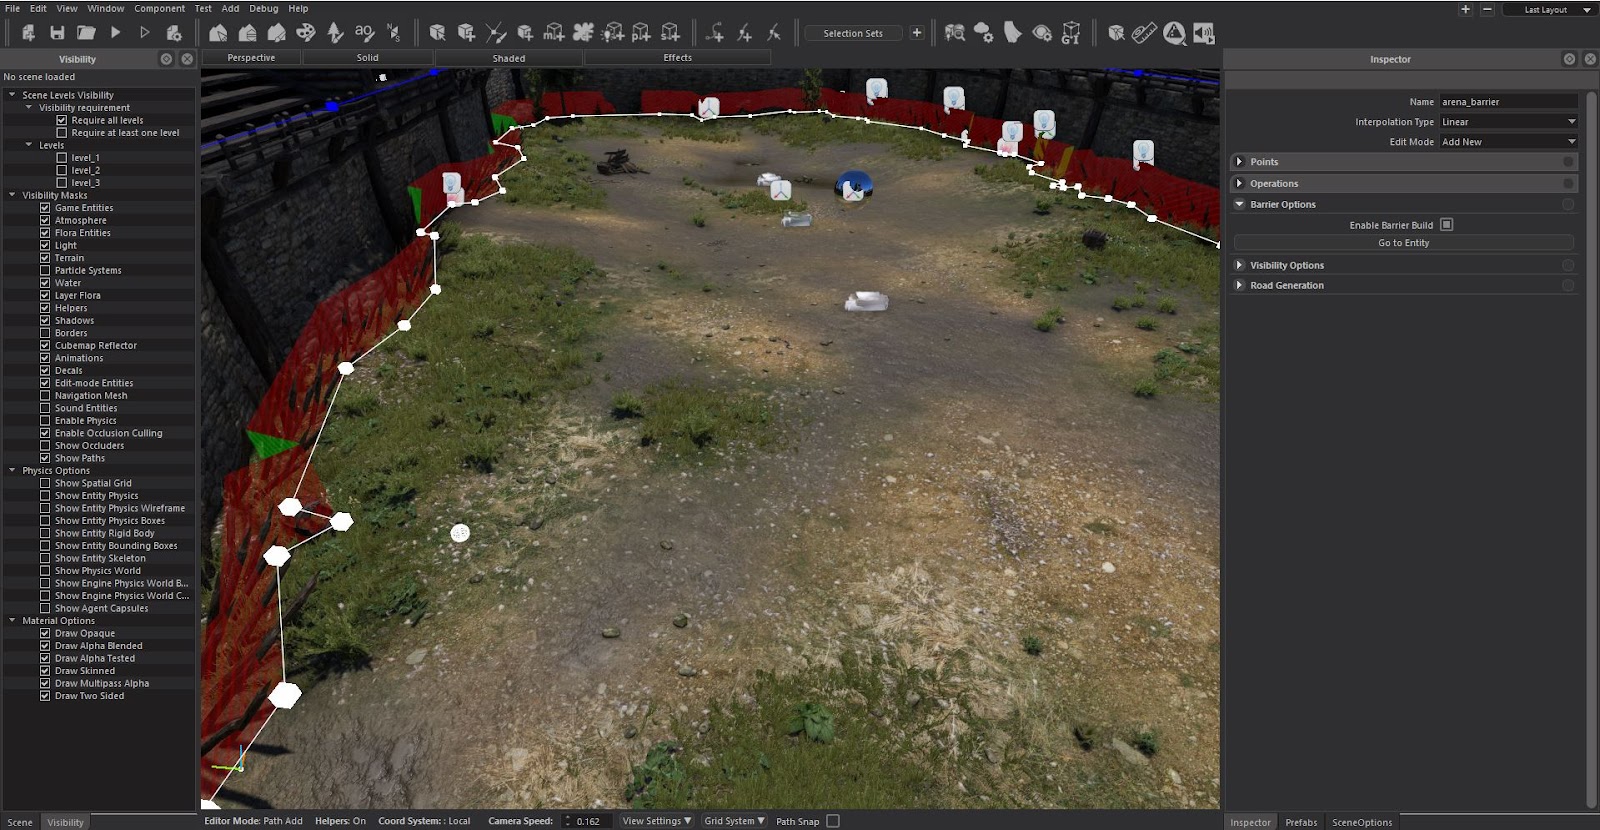 File Edit View Window Component Test Add Debug Help
Last Layout
Selection Sets
Visibility
Perspective Solid Shaded Effects
Inspector
No scene loaded
Scene Levels Visibility
Visibility requirement
Require all levels
Require at least one level
Levels
level_1
level_2
level_3
Visibility Masks
Game Entities
Atmosphere
Flora Entities
Light
Terrain
Particle Systems
Water
Layer Flora
Helpers
Shadows
Borders
Cubemap Reflector
Animations
Decals
Edit-mode Entities
Navigation Mesh
Sound Entities
Enable Physics
Enable Occlusion Culling
Show Occluders
Show Paths
Physics Options
Show Spatial Grid
Show Entity Physics
Show Entity Physics Wireframe
Show Entity Physics Boxes
Show Entity Rigid Body
Show Entity Bounding Boxes
Show Entity Skeleton
Show Physics World
Show Engine Physics World B...
Show Engine Physics World C...
Show Agent Capsules
Material Options
Draw Opaque
Draw Alpha Blended
Draw Alpha Tested
Draw Skinned
Draw Multipass Alpha
Draw Two Sided
Name arena_barrier
Interpolation Type Linear
Edit Mode Add New
Points
Operations
Barrier Options
Enable Barrier Build
Go to Entity
Visibility Options
Road Generation
Scene Visibility
Editor Mode: Path Add Helpers: On Coord System: : Local Camera Speed: 0.162 View Settings Grid System Path Snap
Inspector Prefabs SceneOptions